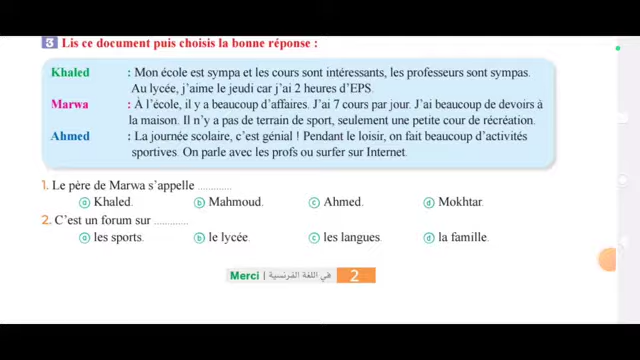 3 Lis ce document puis choisis la bonne réponse :
Khaled : Mon école est sympa et les cours sont intéressants, les professeurs sont sympas.
Au lycée, j'aime le jeudi car j'ai 2 heures d'EPS.
Marwa : À l'école, il y a beaucoup d'affaires. J'ai 7 cours par jour. J'ai beaucoup de devoirs à
la maison. Il n'y a pas de terrain de sport, seulement une petite cour de récréation.
Ahmed : La journée scolaire, c'est génial ! Pendant le loisir, on fait beaucoup d'activités
sportives. On parle avec les profs ou surfer sur Internet.
1. Le père de Marwa s'appelle ............
a Khaled. b Mahmoud. c Ahmed. d Mokhtar.
2. C'est un forum sur ............
a les sports. b le lycée. c les langues. d la famille.
Merci | في اللغة الفرنسية 2